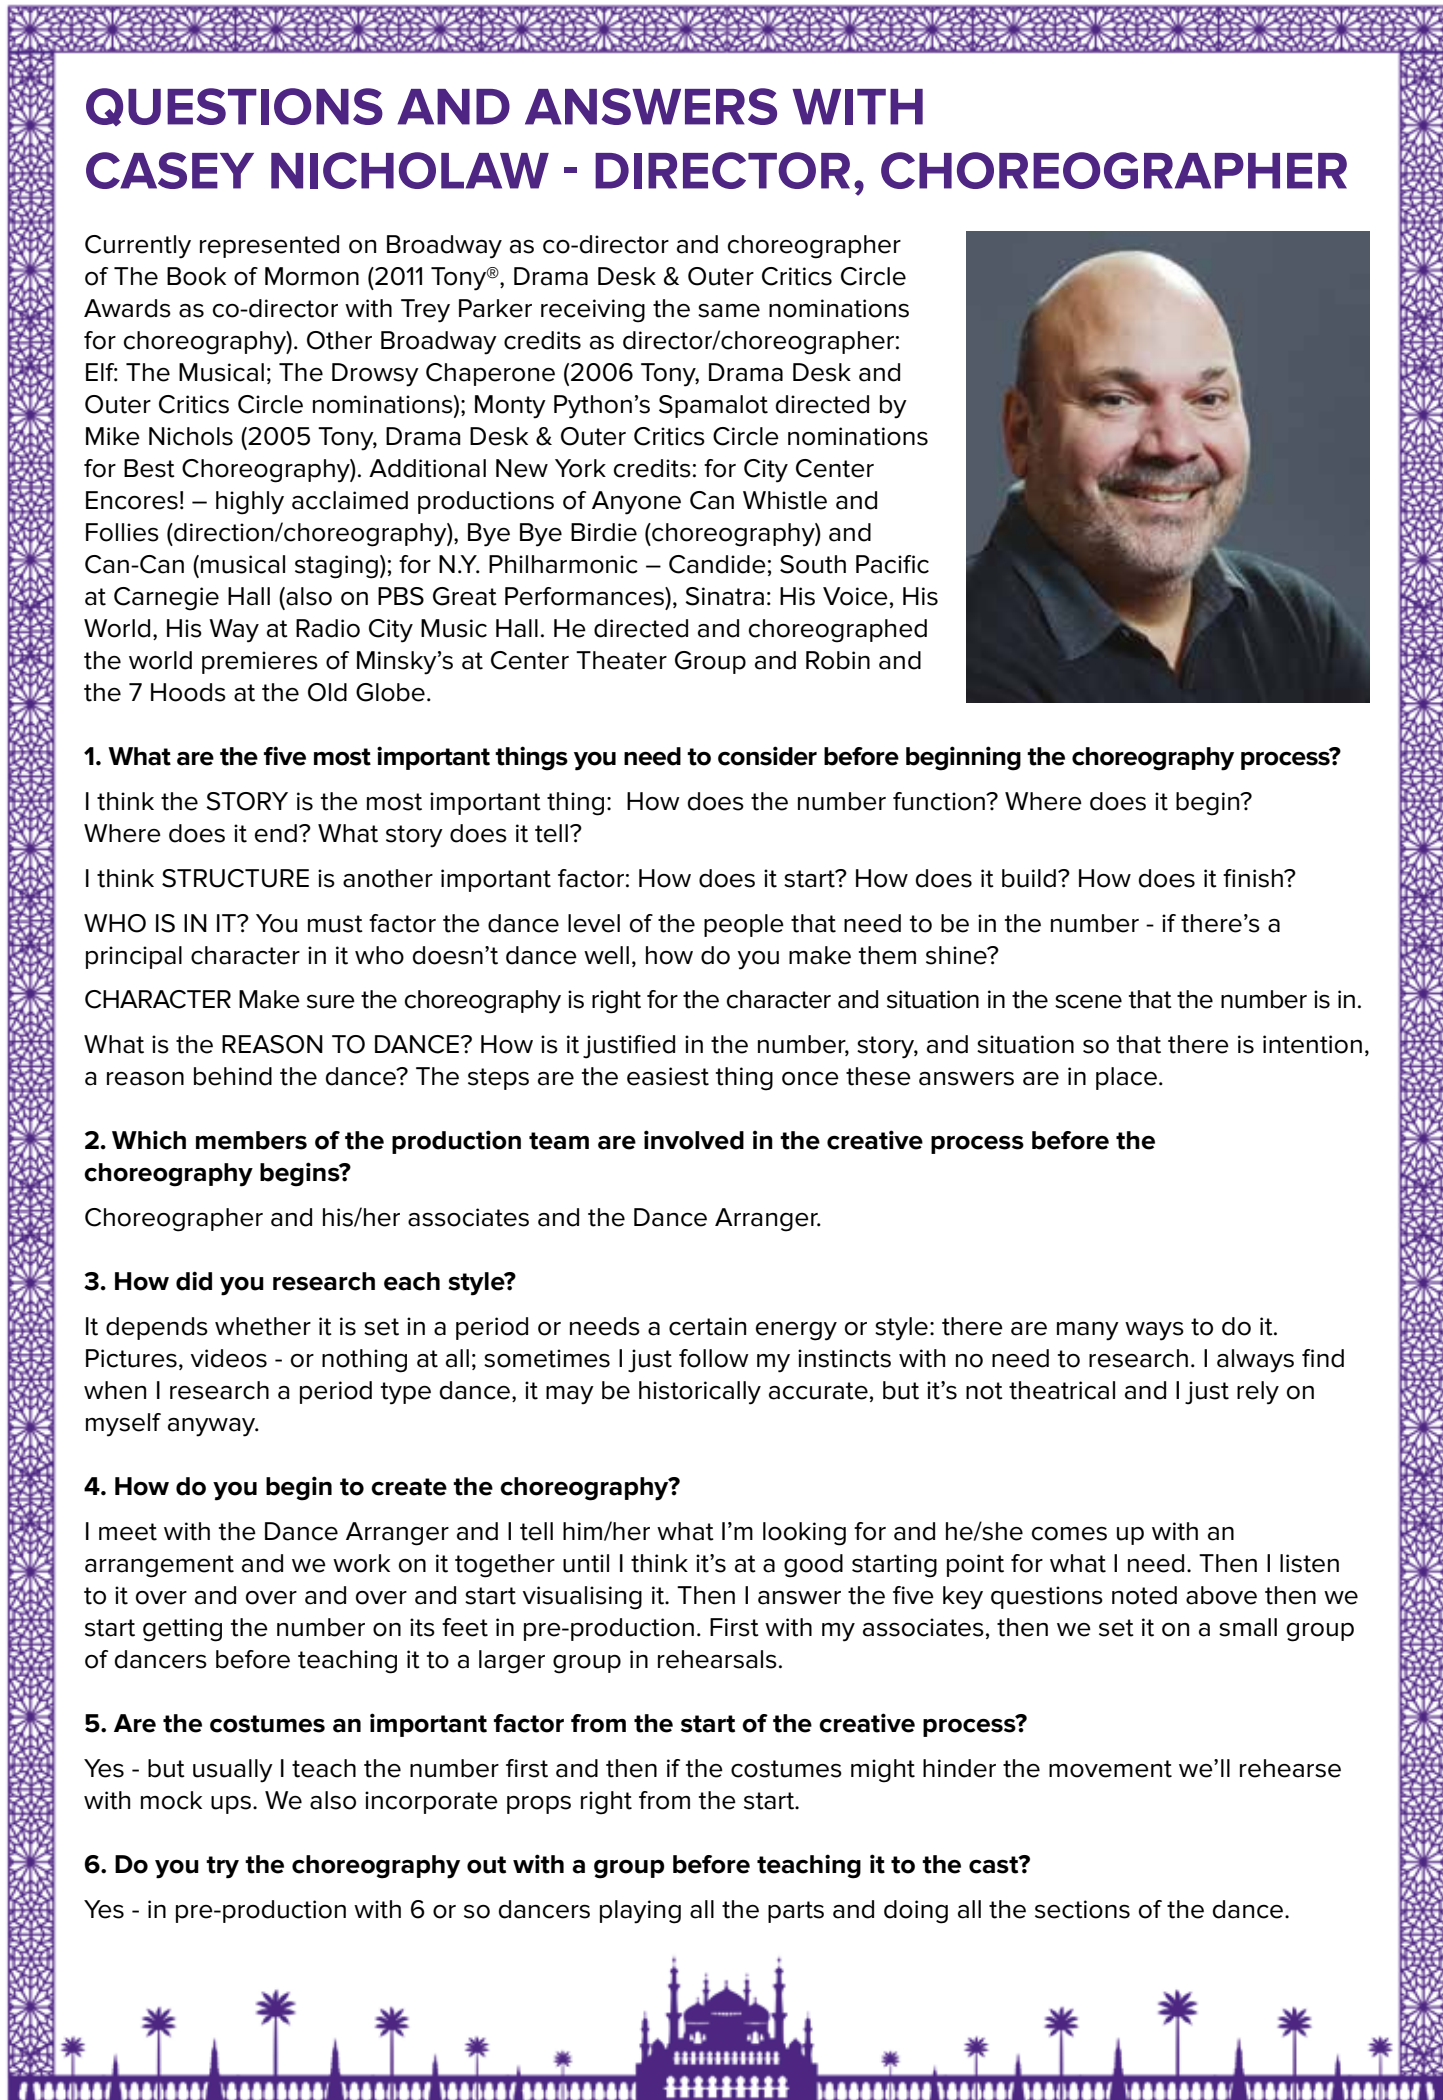 QUESTIONS AND ANSWERS WITH
CASEY NICHOLAW - DIRECTOR, CHOREOGRAPHER
Currently represented on Broadway as co-director and choreographer
of The Book of Mormon (2011 Tony®, Drama Desk & Outer Critics Circle
Awards as co-director with Trey Parker receiving the same nominations
for choreography). Other Broadway credits as director/choreographer:
Elf: The Musical; The Drowsy Chaperone (2006 Tony, Drama Desk and
Outer Critics Circle nominations); Monty Python’s Spamalot directed by
Mike Nichols (2005 Tony, Drama Desk & Outer Critics Circle nominations
for Best Choreography). Additional New York credits: for City Center
Encores! – highly acclaimed productions of Anyone Can Whistle and
Follies (direction/choreography), Bye Bye Birdie (choreography) and
Can-Can (musical staging); for N.Y. Philharmonic – Candide; South Pacific
at Carnegie Hall (also on PBS Great Performances), Sinatra: His Voice, His
World, His Way at Radio City Music Hall. He directed and choreographed
the world premieres of Minsky’s at Center Theater Group and Robin and
the 7 Hoods at the Old Globe.
1. What are the five most important things you need to consider before beginning the choreography process?
I think the STORY is the most important thing:  How does the number function? Where does it begin?
Where does it end? What story does it tell?
I think STRUCTURE is another important factor: How does it start? How does it build? How does it finish?
WHO IS IN IT? You must factor the dance level of the people that need to be in the number - if there’s a
principal character in it who doesn’t dance well, how do you make them shine?
CHARACTER Make sure the choreography is right for the character and situation in the scene that the number is in.
What is the REASON TO DANCE? How is it justified in the number, story, and situation so that there is intention,
a reason behind the dance? The steps are the easiest thing once these answers are in place.
2. Which members of the production team are involved in the creative process before the
choreography begins?
Choreographer and his/her associates and the Dance Arranger.
3. How did you research each style?
It depends whether it is set in a period or needs a certain energy or style: there are many ways to do it.
Pictures, videos - or nothing at all; sometimes I just follow my instincts with no need to research. I always find
when I research a period type dance, it may be historically accurate, but it’s not theatrical and I just rely on
myself anyway.
4. How do you begin to create the choreography?
I meet with the Dance Arranger and I tell him/her what I’m looking for and he/she comes up with an
arrangement and we work on it together until I think it’s at a good starting point for what I need. Then I listen
to it over and over and over and start visualising it. Then I answer the five key questions noted above then we
start getting the number on its feet in pre-production. First with my associates, then we set it on a small group
of dancers before teaching it to a larger group in rehearsals.
5. Are the costumes an important factor from the start of the creative process?
Yes - but usually I teach the number first and then if the costumes might hinder the movement we’ll rehearse
with mock ups. We also incorporate props right from the start.
6. Do you try the choreography out with a group before teaching it to the cast?
Yes - in pre-production with 6 or so dancers playing all the parts and doing all the sections of the dance.